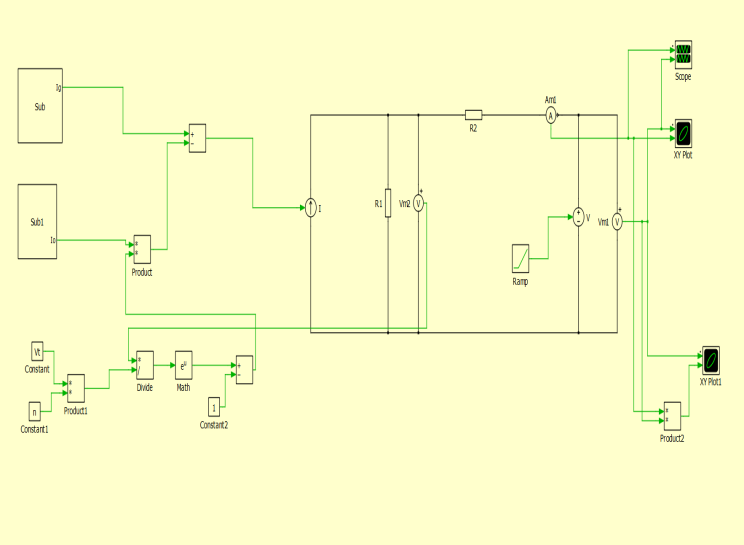 Scope
Ig
Sub
Am1
A
+
-
R2
XY Plot
Sub1
Io
I
R1
Vm2
V
+
+
-
V
Vm1
V
+
*
*
Product
Ramp
Vt
Constant
*
/
Divide
e^u
Math
+
-
XY Plot1
*
*
Product1
n
Constant1
1
Constant2
*
*
Product2